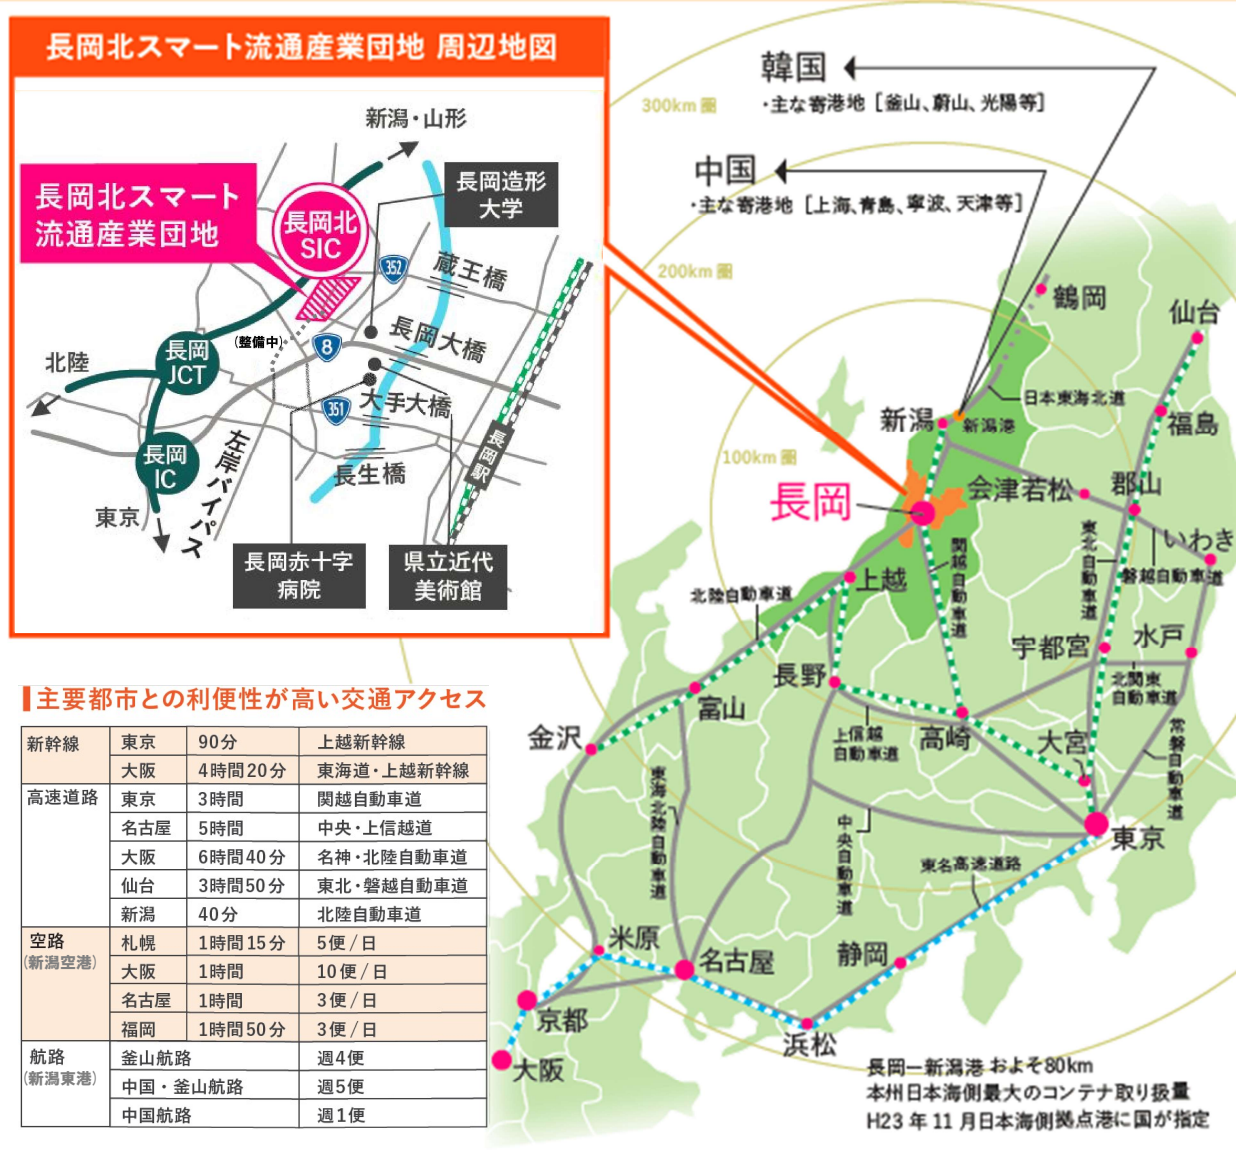 長岡北スマート流通産業団地 周辺地図
新潟・山形
長岡造形
大学
長岡北スマート
流通産業団地
長岡北
SIC
352
蔵王橋
(整備中)
8
長岡大橋
北陸
長岡
JCT
351
大手大橋
長岡
IC
左岸バイパス
長岡駅
長生橋
東京
長岡赤十字
病院
県立近代
美術館
300km圏
韓国
・主な寄港地［釜山、蔚山、光陽等］
中国
・主な寄港地［上海、青島、寧波、天津等］
200km圏
鶴岡
仙台
日本東海北道
新潟
新潟港
福島
100km圏
長岡
会津若松
郡山
いわき
関越自動車道
東北自動車道
磐越自動車道
上越
北陸自動車道
宇都宮
水戸
長野
北関東
自動車道
富山
金沢
上信越
自動車道
高崎
大宮
常磐自動車道
東海北陸自動車道
中央自動車道
東京
東名高速道路
米原
名古屋
静岡
京都
浜松
大阪
長岡ー新潟港 およそ80km
本州日本海側最大のコンテナ取り扱量
H23 年 11 月日本海側拠点港に国が指定
主要都市との利便性が高い交通アクセス
新幹線 東京 90分 上越新幹線
大阪 4時間20分 東海道・上越新幹線
高速道路 東京 3時間 関越自動車道
名古屋 5時間 中央・上信越道
大阪 6時間40分 名神・北陸自動車道
仙台 3時間50分 東北・磐越自動車道
新潟 40分 北陸自動車道
空路 札幌 1時間15分 5便/日
(新潟空港) 大阪 1時間 10便/日
名古屋 1時間 3便/日
福岡 1時間50分 3便/日
航路 釜山航路 週4便
(新潟東港) 中国・釜山航路 週5便
中国航路 週1便